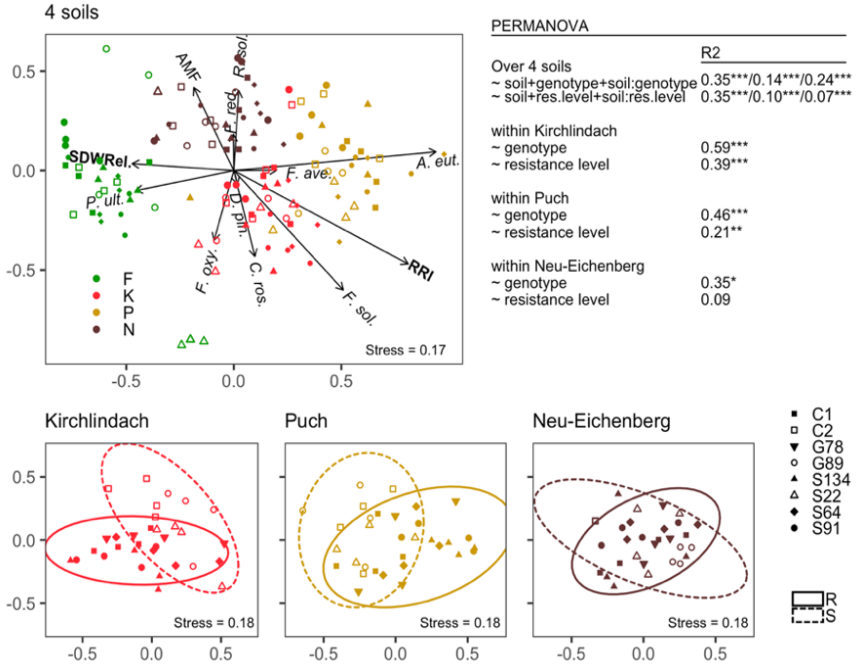 4 soils
0.5
0.0
-0.5
-0.5
0.0
0.5
AMF
R. sol.
F. red.
SDWRel.
P. ult.
F. ave.
A. eut.
D. pin.
F. oxy.
C. ros.
F. sol.
RRI
F
K
P
N
Stress = 0.17
PERMANOVA
R2
Over 4 soils
~ soil+genotype+soil:genotype 0.35***/0.14***/0.24***
~ soil+res.level+soil:res.level 0.35***/0.10***/0.07***
within Kirchlindach
~ genotype 0.59***
~ resistance level 0.39***
within Puch
~ genotype 0.46***
~ resistance level 0.21**
within Neu-Eichenberg
~ genotype 0.35*
~ resistance level 0.09
Kirchlindach
0.5
0.0
-0.5
-0.5
0.0
0.5
Stress = 0.18
Puch
-0.5
0.0
0.5
Stress = 0.18
Neu-Eichenberg
-0.5
0.0
0.5
Stress = 0.18
C1
C2
G78
G89
S134
S22
S64
S91
R
S